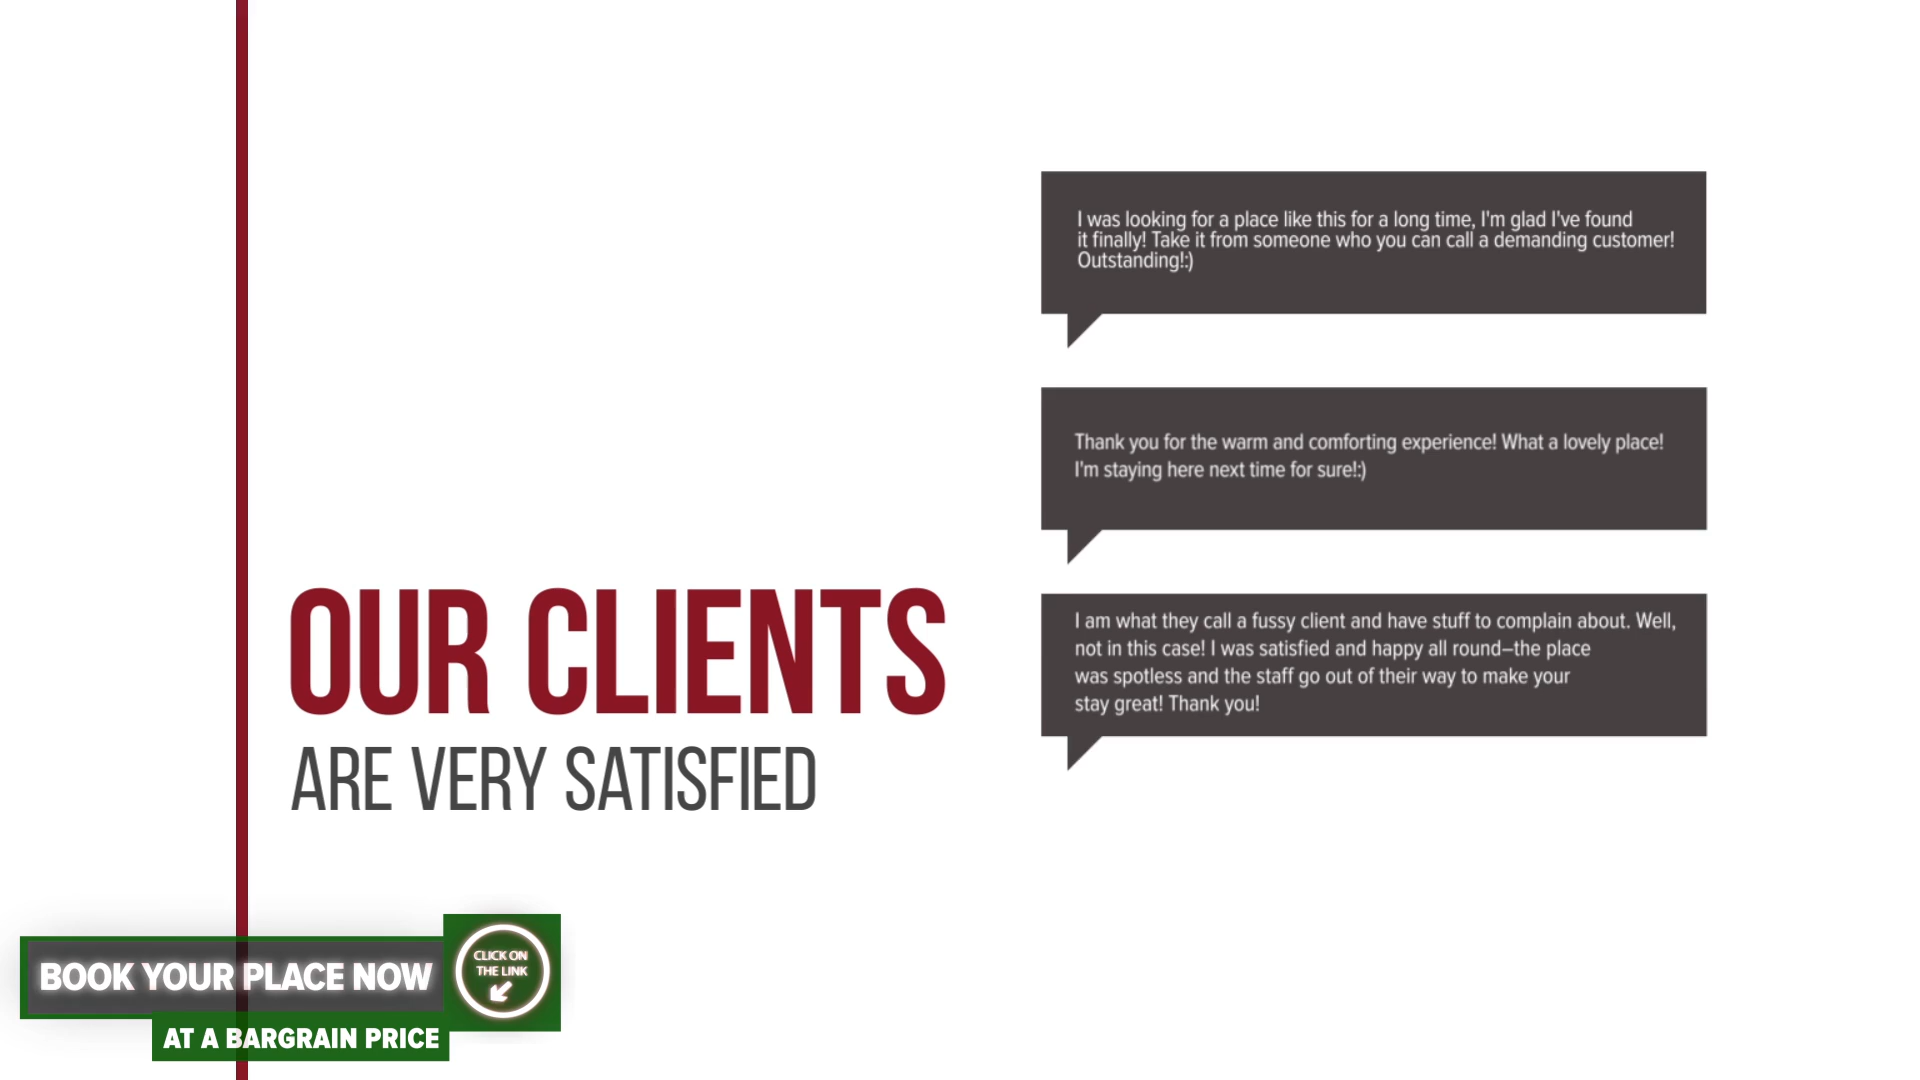 I was looking for a place like this for a long time, I'm glad I've found
it finally! Take it from someone who you can call a demanding customer!
Outstanding!:)
Thank you for the warm and comforting experience! What a lovely place!
I'm staying here next time for sure!:)
I am what they call a fussy client and have stuff to complain about. Well,
not in this case! I was satisfied and happy all round–the place
was spotless and the staff go out of their way to make your
stay great! Thank you!
OUR CLIENTS
ARE VERY SATISFIED
BOOK YOUR PLACE NOW
CLICK ON
THE LINK
AT A BARGRAIN PRICE